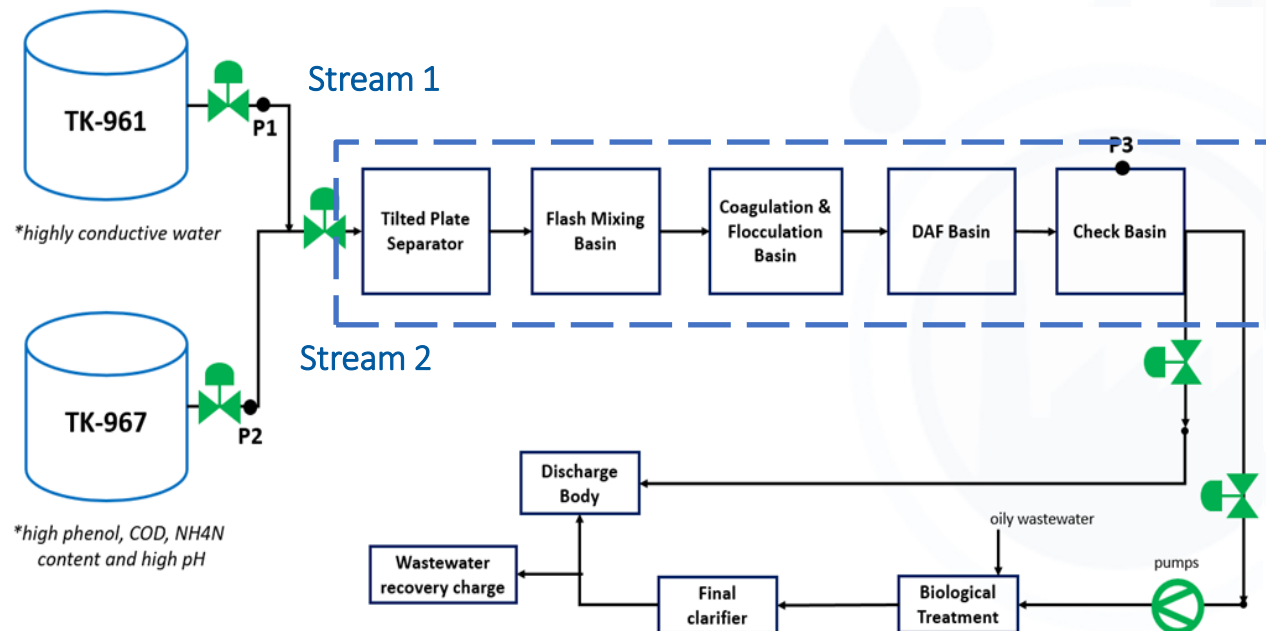 Stream 1
TK-961
P1
*highly conductive water
P3
Tilted Plate
Separator
Flash Mixing
Basin
Coagulation &
Flocculation
Basin
DAF Basin
Check Basin
Stream 2
TK-967
P2
*high phenol, COD, NH4N
content and high pH
Discharge
Body
oily wastewater
Wastewater
recovery charge
Final
clarifier
Biological
Treatment
pumps